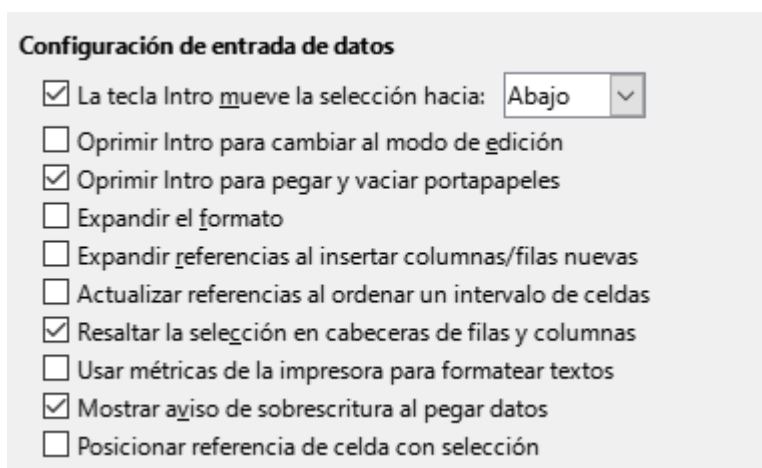 Configuración de entrada de datos
La tecla Intro mueve la selección hacia: Abajo
Oprimir Intro para cambiar al modo de edición
Oprimir Intro para pegar y vaciar portapapeles
Expandir el formato
Expandir referencias al insertar columnas/filas nuevas
Actualizar referencias al ordenar un intervalo de celdas
Resaltar la selección en cabeceras de filas y columnas
Usar métricas de la impresora para formatear textos
Mostrar aviso de sobrescritura al pegar datos
Posicionar referencia de celda con selección